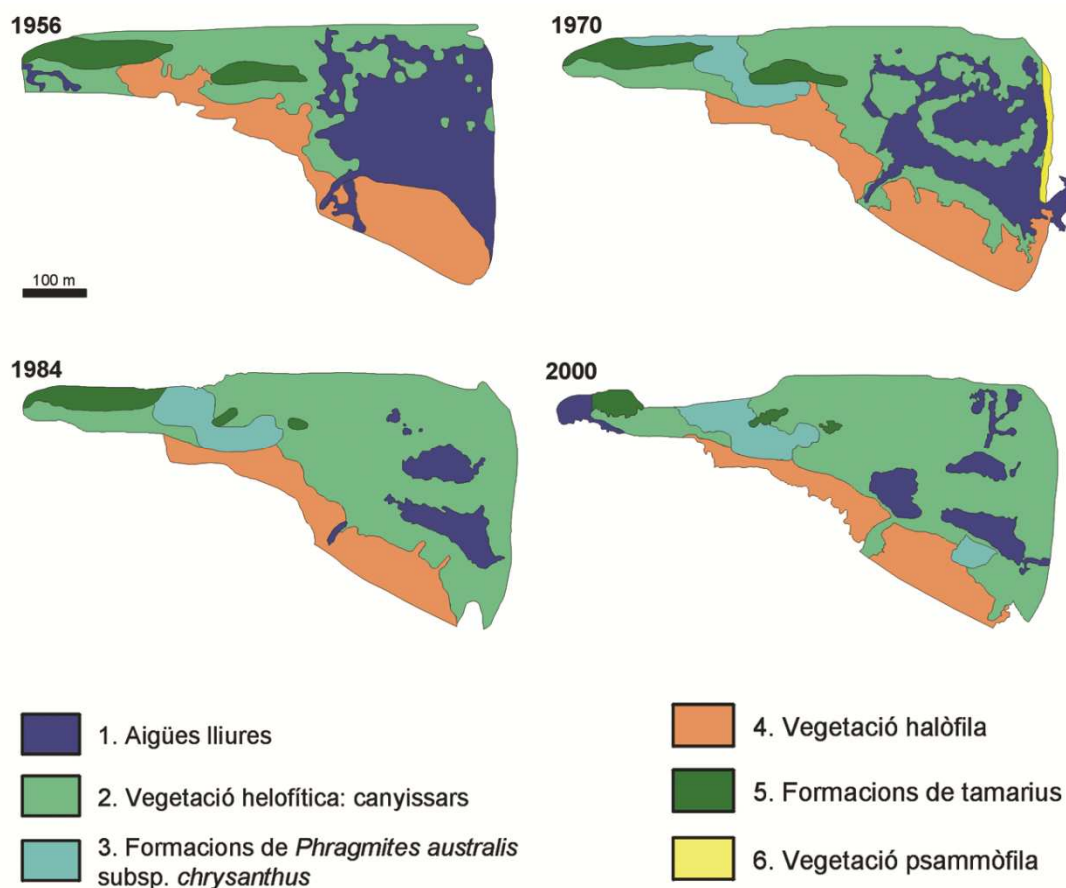 1956
1970
100 m
1984
2000
1. Aigües lliures
2. Vegetació helofítica: canyissars
3. Formacions de Phragmites australis
subsp. chrysanthus
4. Vegetació halòfila
5. Formacions de tamarius
6. Vegetació psammòfila